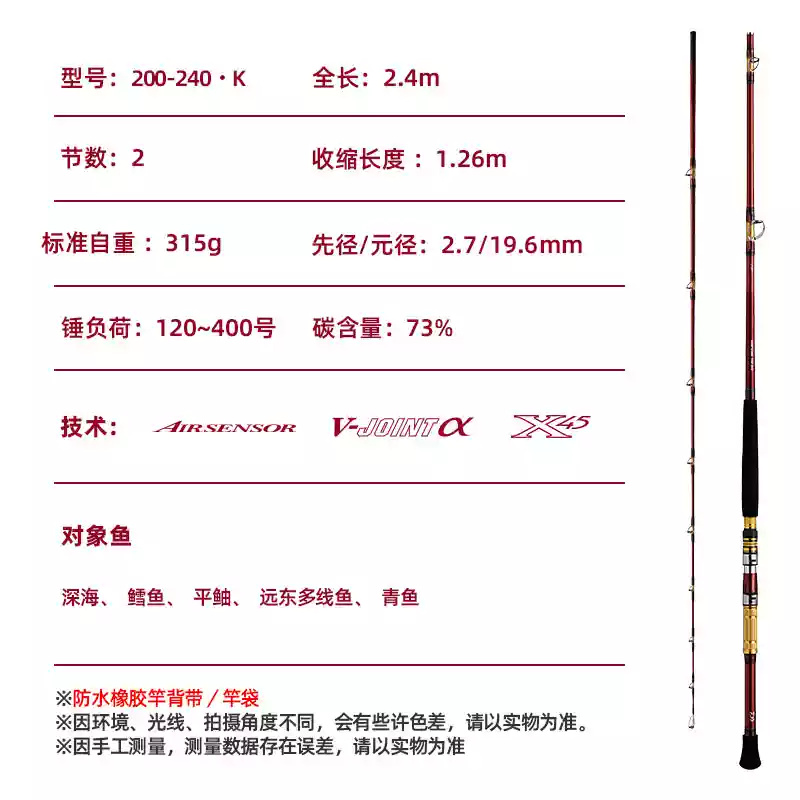 型号：200-240・K 全长：2.4m
节数：2 收缩长度 ：1.26m
标准自重 ：315g 先径/元径：2.7/19.6mm
锤负荷：120~400号 碳含量：73%
技术： AIRSENSOR V-JOINT α X45
对象鱼
深海、 鱈鱼、 平鲉、 远东多线鱼、 青鱼
※防水橡胶竿背带 / 竿袋
※因环境、光线、拍摄角度不同，会有些许色差，请以实物为准。
※因手工测量，测量数据存在误差，请以实物为准